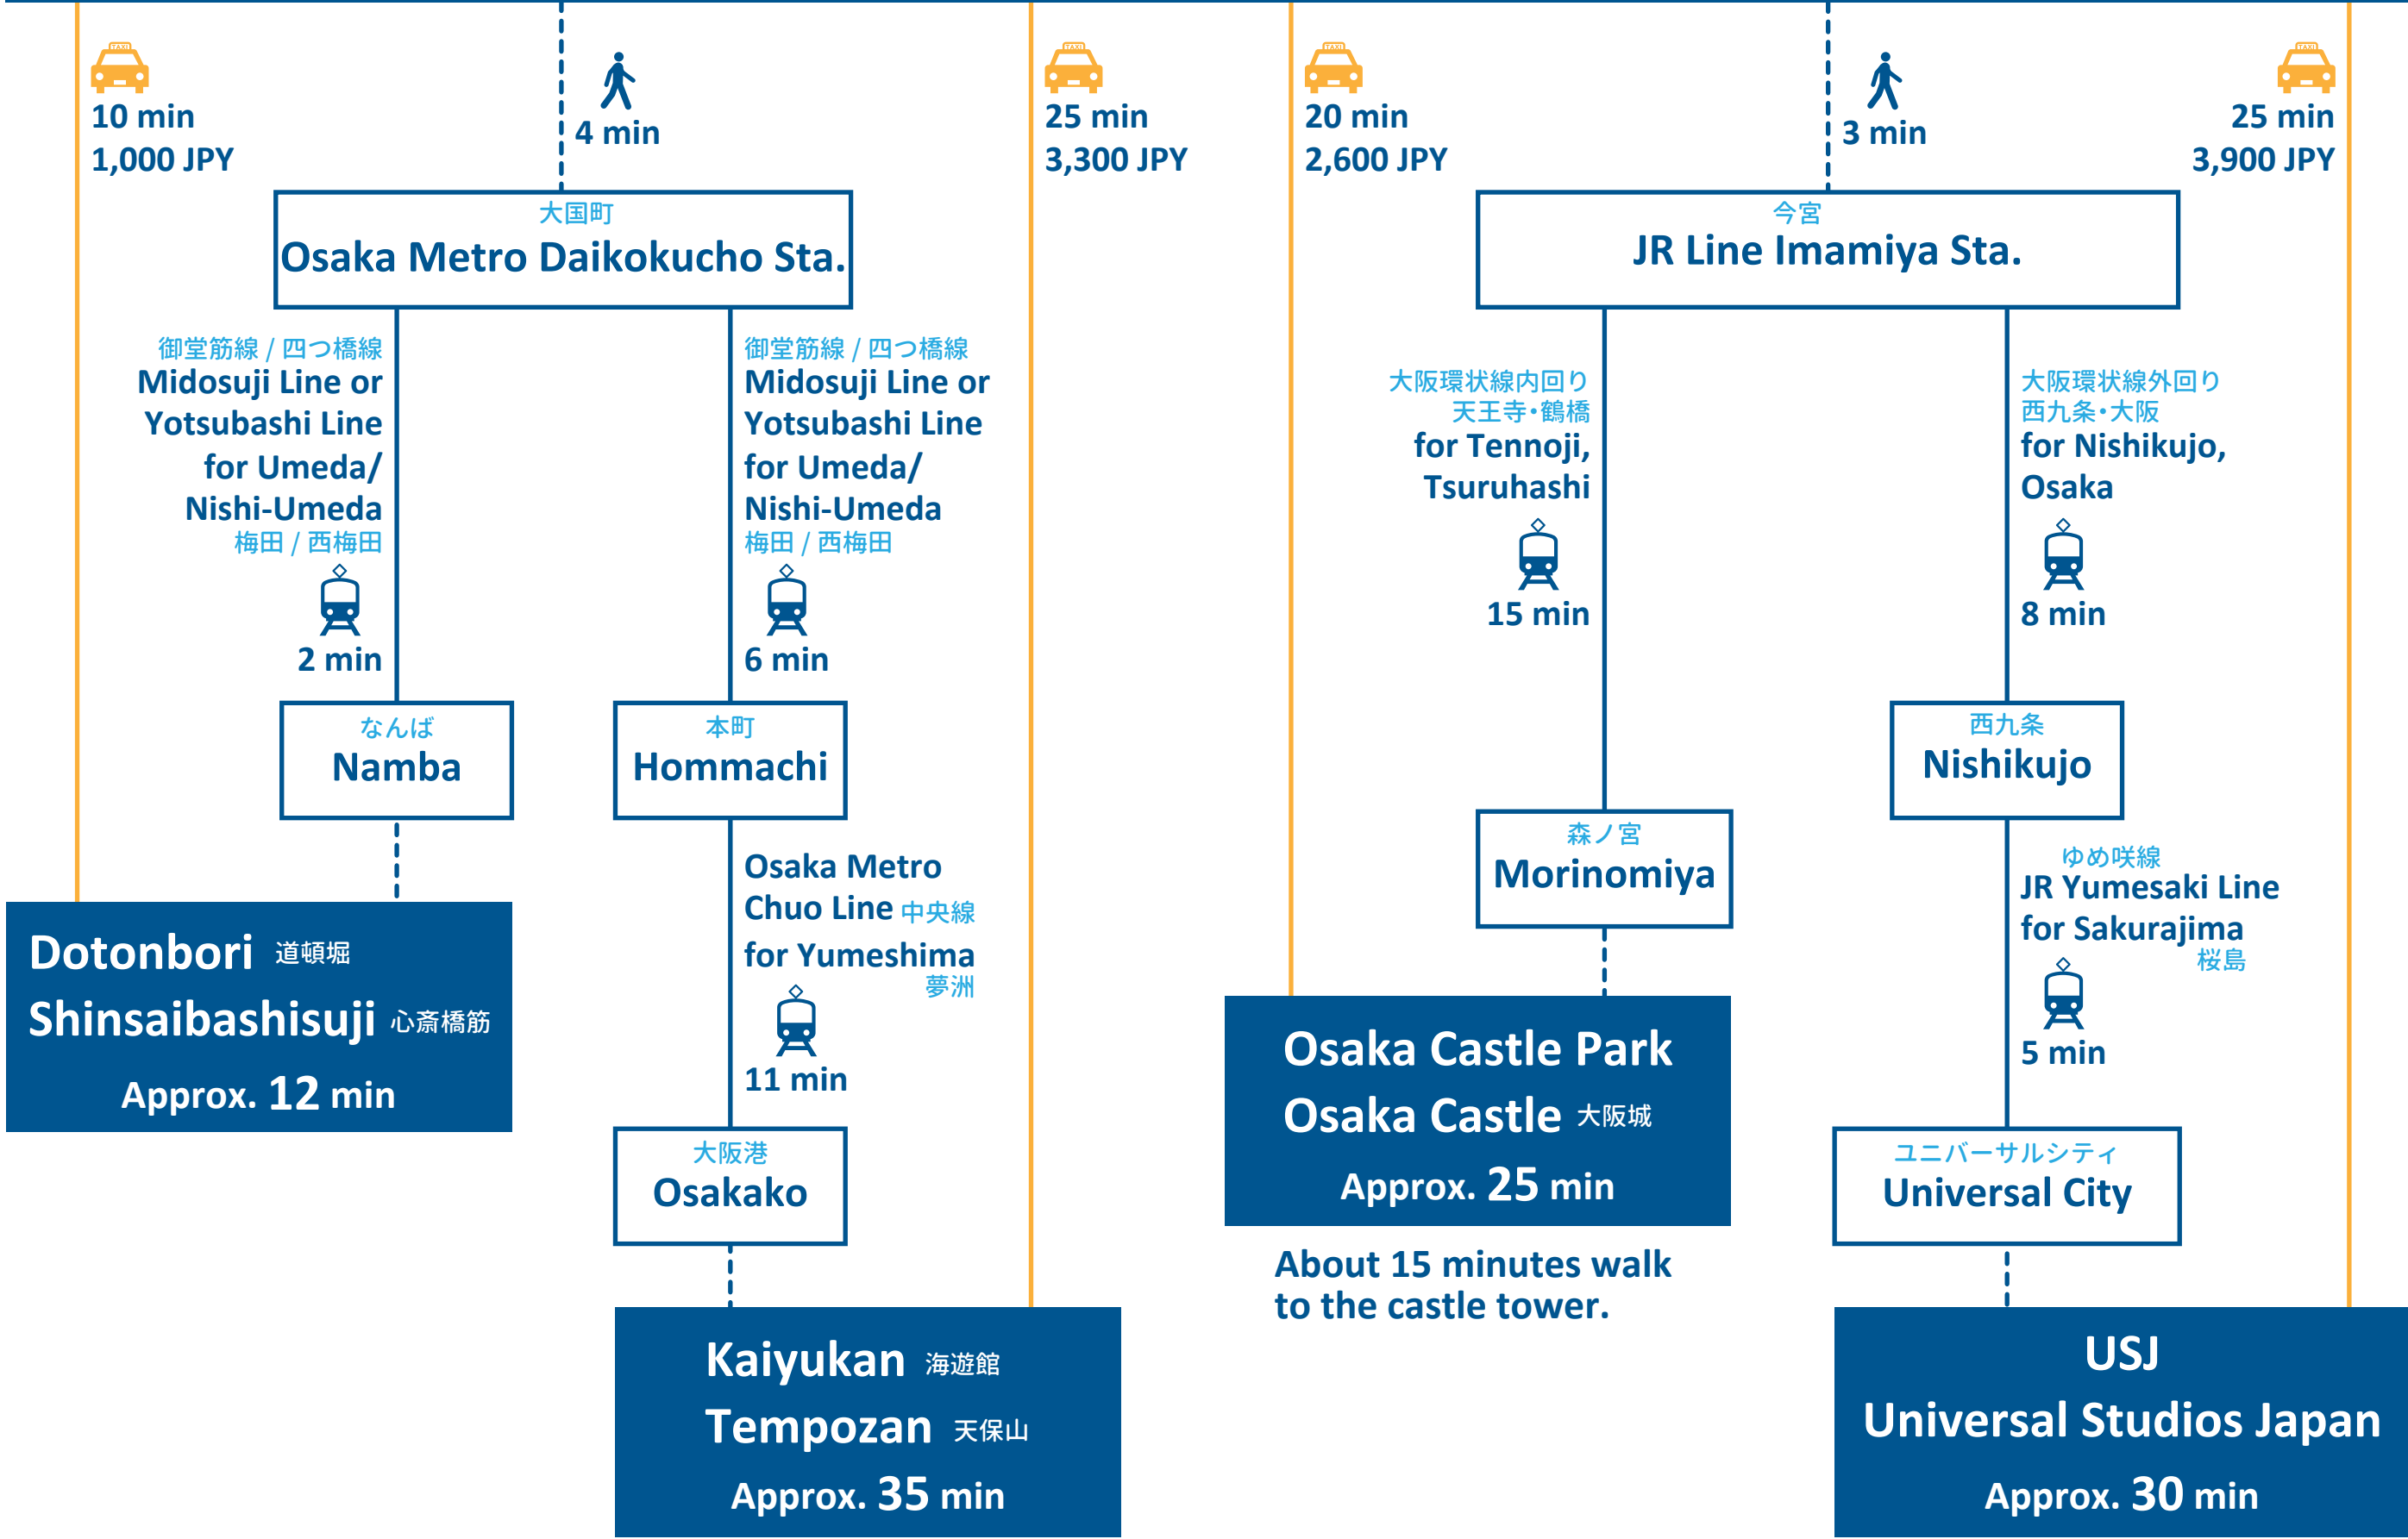 TAXI
10 min
1,000 JPY
4 min
TAXI
25 min
3,300 JPY
TAXI
20 min
2,600 JPY
3 min
TAXI
25 min
3,900 JPY
大国町
Osaka Metro Daikokucho Sta.
今宮
JR Line Imamiya Sta.
御堂筋線 / 四つ橋線
Midosuji Line or
Yotsubashi Line
for Umeda/
Nishi-Umeda
梅田 / 西梅田
2 min
御堂筋線 / 四つ橋線
Midosuji Line or
Yotsubashi Line
for Umeda/
Nishi-Umeda
梅田 / 西梅田
6 min
大阪環状線内回り
天王寺・鶴橋
for Tennoji,
Tsuruhashi
15 min
大阪環状線外回り
西九条・大阪
for Nishikujo,
Osaka
8 min
なんば
Namba
本町
Hommachi
森ノ宮
Morinomiya
西九条
Nishikujo
Dotonbori 道頓堀
Shinsaibashisuji 心斎橋筋
Approx. 12 min
Osaka Metro
Chuo Line 中央線
for Yumeshima
夢洲
11 min
大阪港
Osakako
Kaiyukan 海遊館
Tempozan 天保山
Approx. 35 min
Osaka Castle Park
Osaka Castle 大阪城
Approx. 25 min
About 15 minutes walk
to the castle tower.
ゆめ咲線
JR Yumesaki Line
for Sakurajima
桜島
5 min
ユニバーサルシティ
Universal City
USJ
Universal Studios Japan
Approx. 30 min